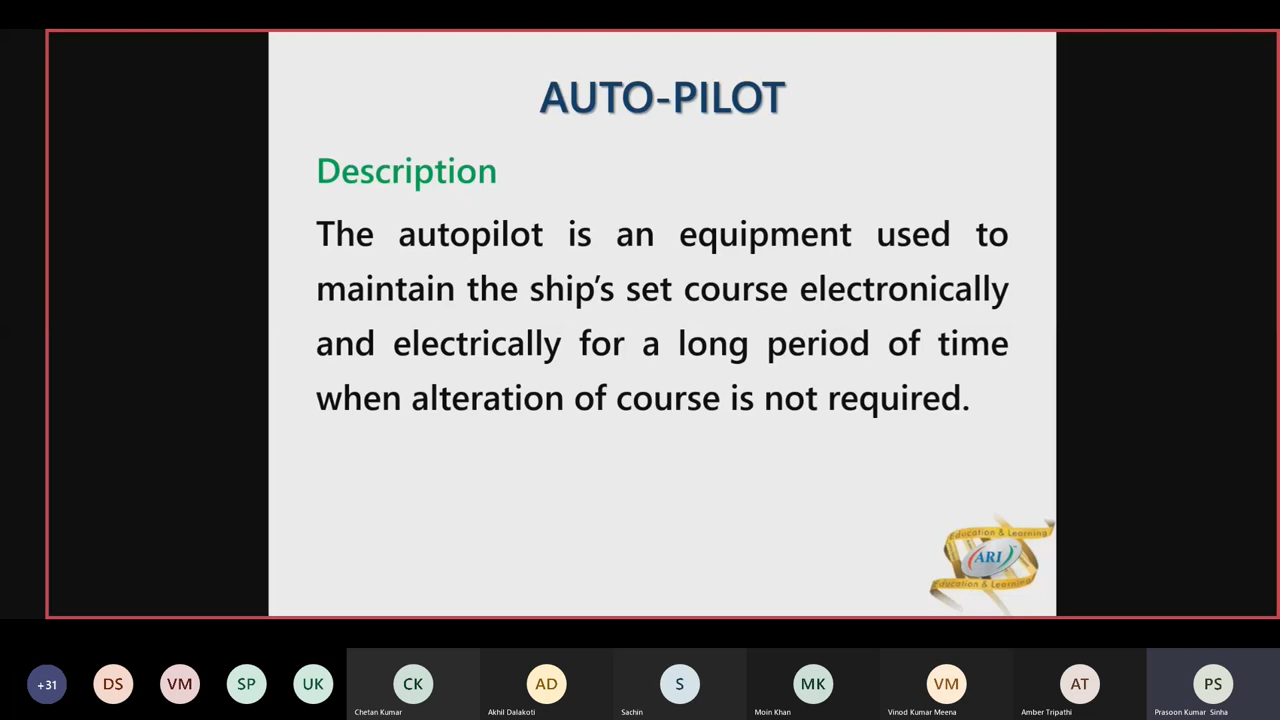 AUTO-PILOT
Description
The autopilot is an equipment used to
maintain the ship's set course electronically
and electrically for a long period of time
when alteration of course is not required.
Education & Learning
ARI
Education & Learning
+31
DS
VM
SP
UK
CK
AD
S
MK
VM
AT
PS
Chetan Kumar
Akhil Dalakoti
Sachin
Moin Khan
Vinod Kumar Meena
Amber Tripathi
Prasoon Kumar Sinha